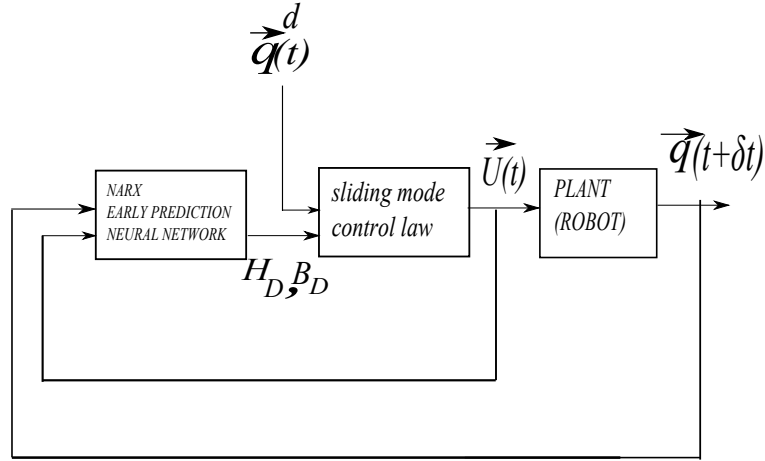 q(t)^d
NARX
EARLY PREDICTION
NEURAL NETWORK
H_D, B_D
sliding mode
control law
U(t)
PLANT
(ROBOT)
q(t+δt)